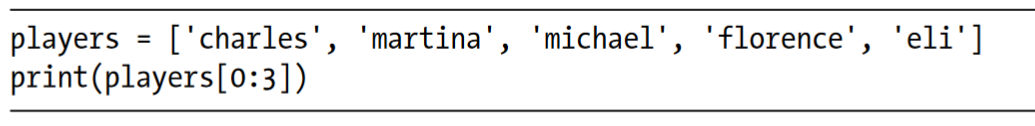 players = ['charles', 'martina', 'michael', 'florence', 'eli']
print(players[0:3])